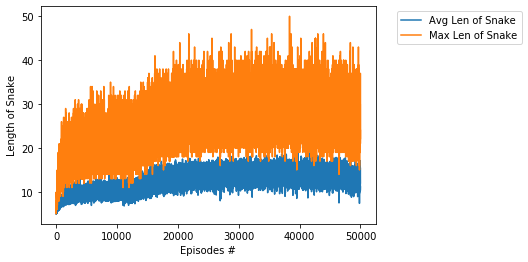 Avg Len of Snake
Max Len of Snake
50
40
30
20
10
Length of Snake
0
10000
20000
30000
40000
50000
Episodes #